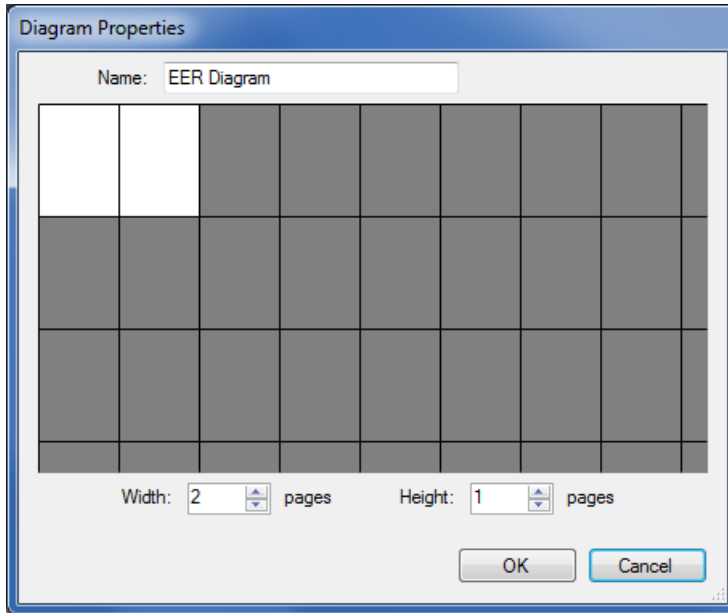 Diagram Properties
Name: EER Diagram
Width: 2 pages Height: 1 pages
OK Cancel